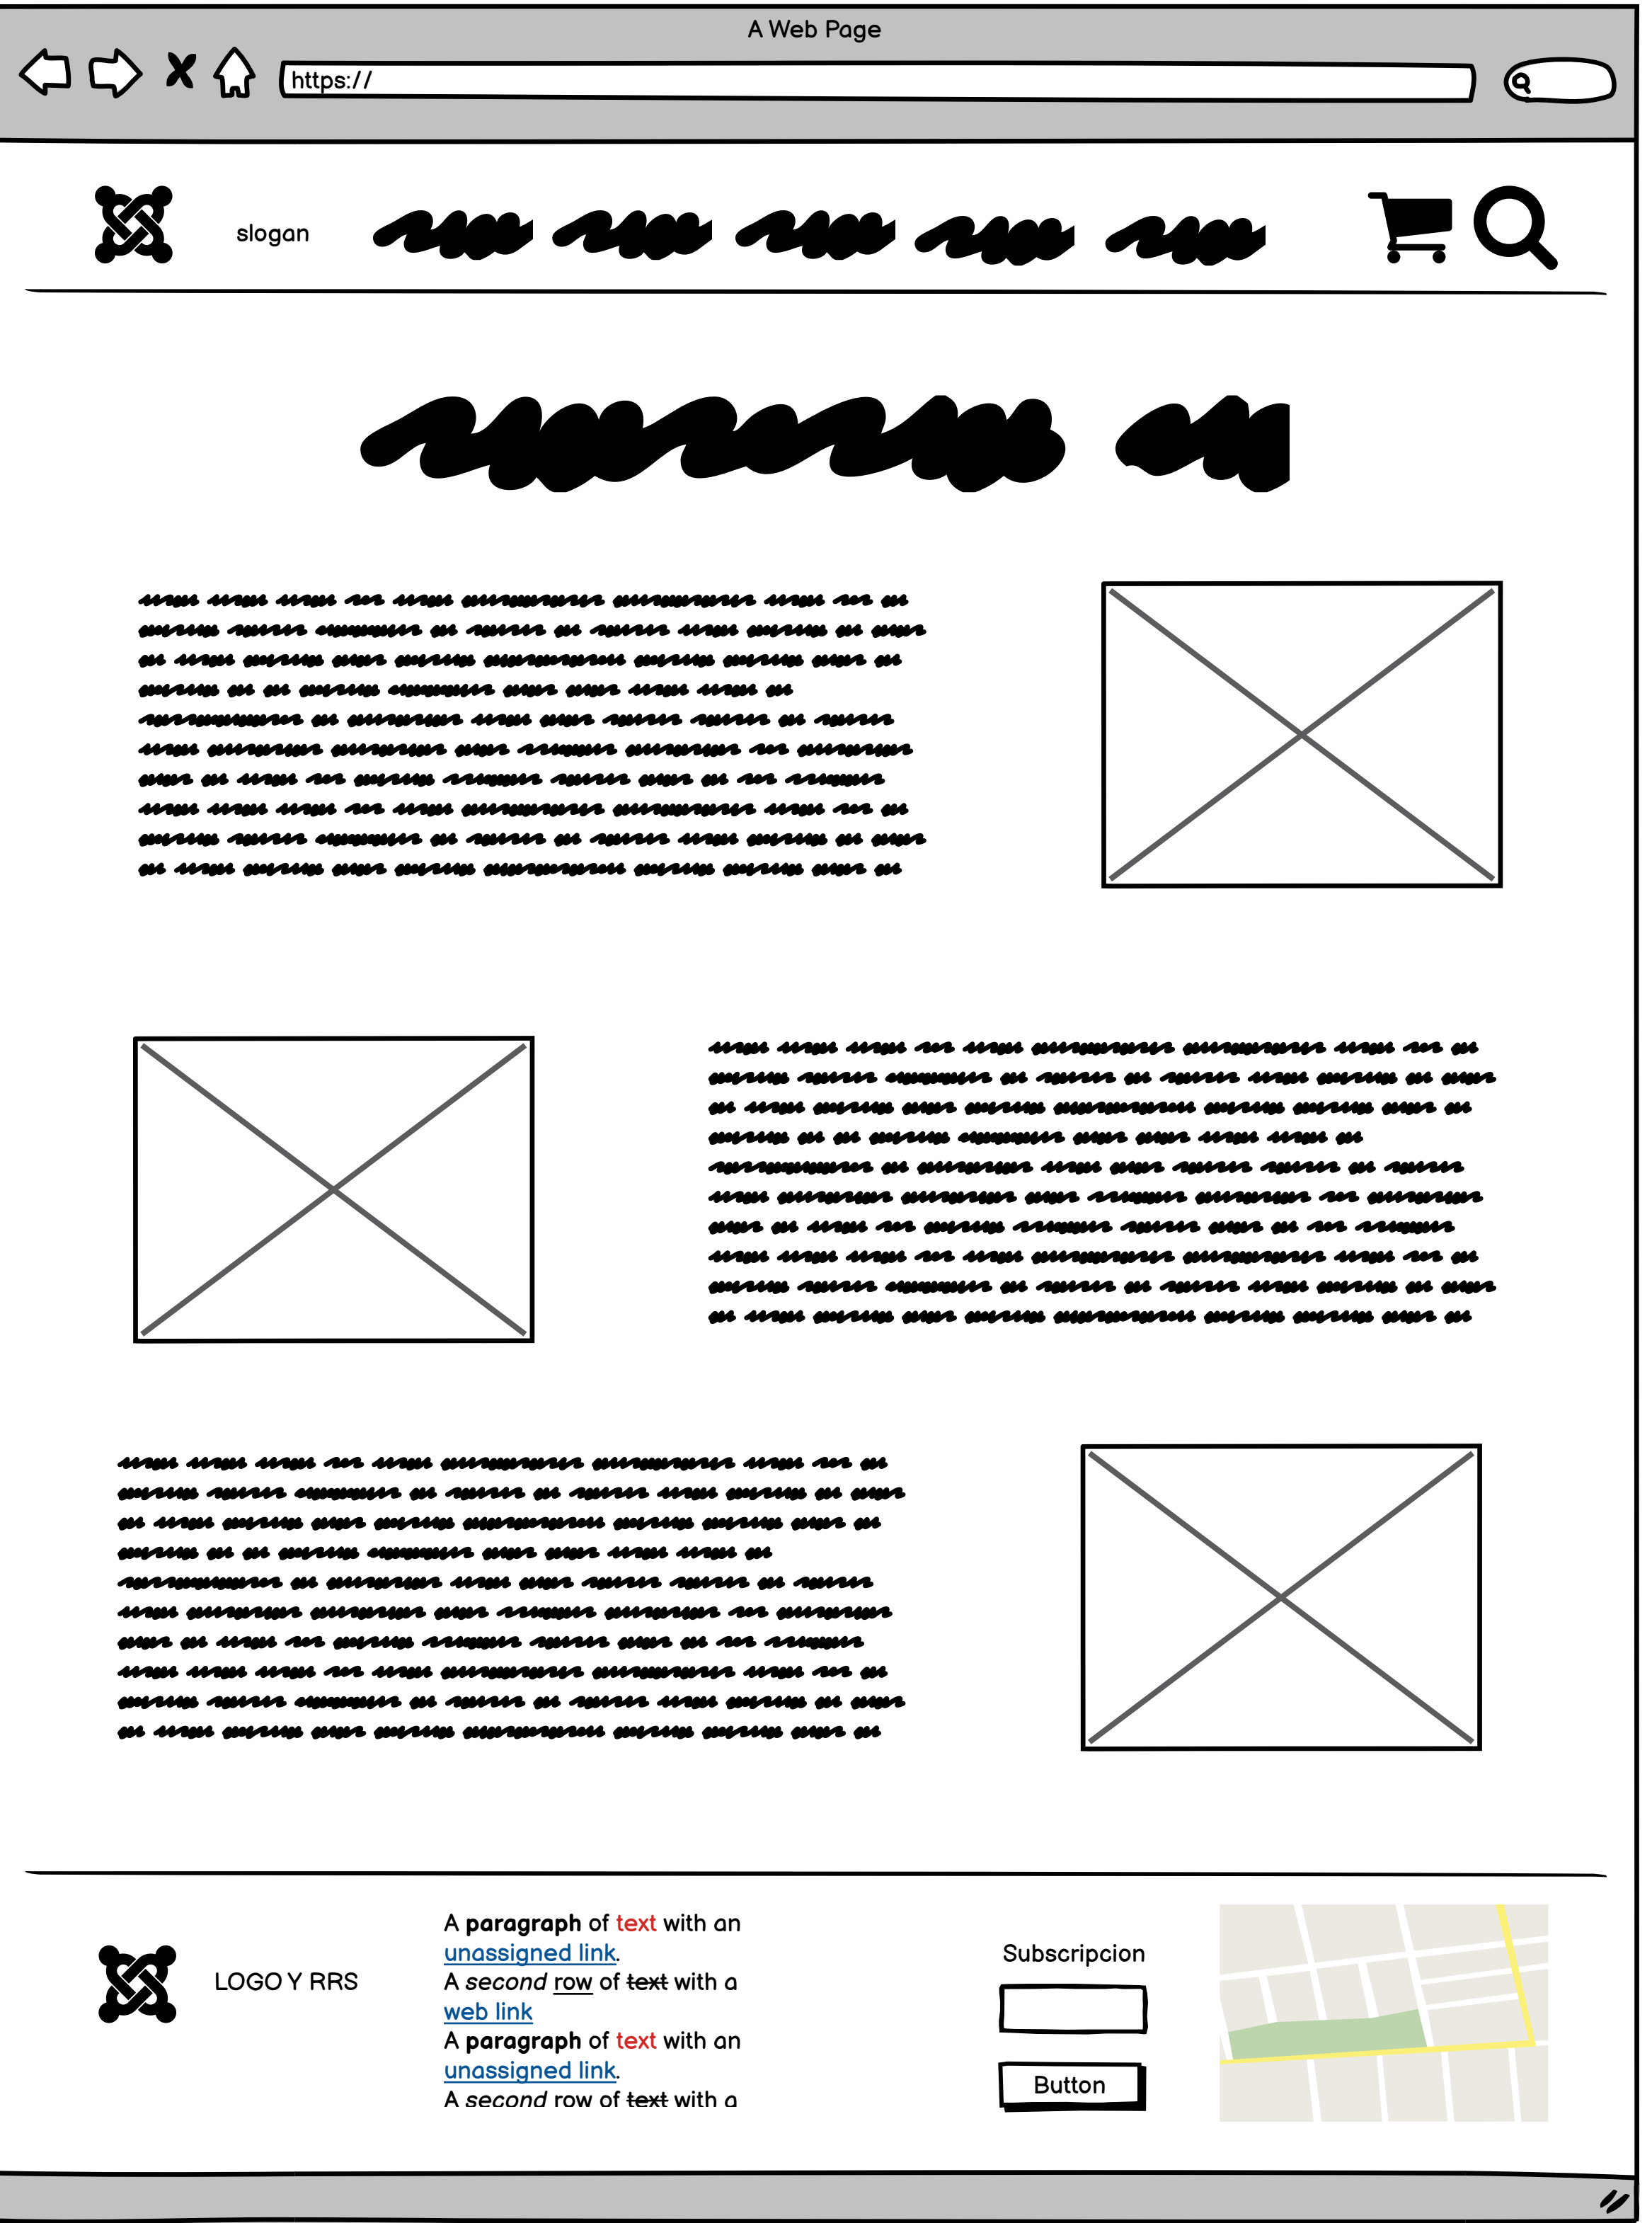 A Web Page
https://
slogan
A paragraph of text with an
unassigned link.
A second row of text with a
web link
A paragraph of text with an
unassigned link.
A second row of text with a
LOGO Y RRS
Subscripcion
Button